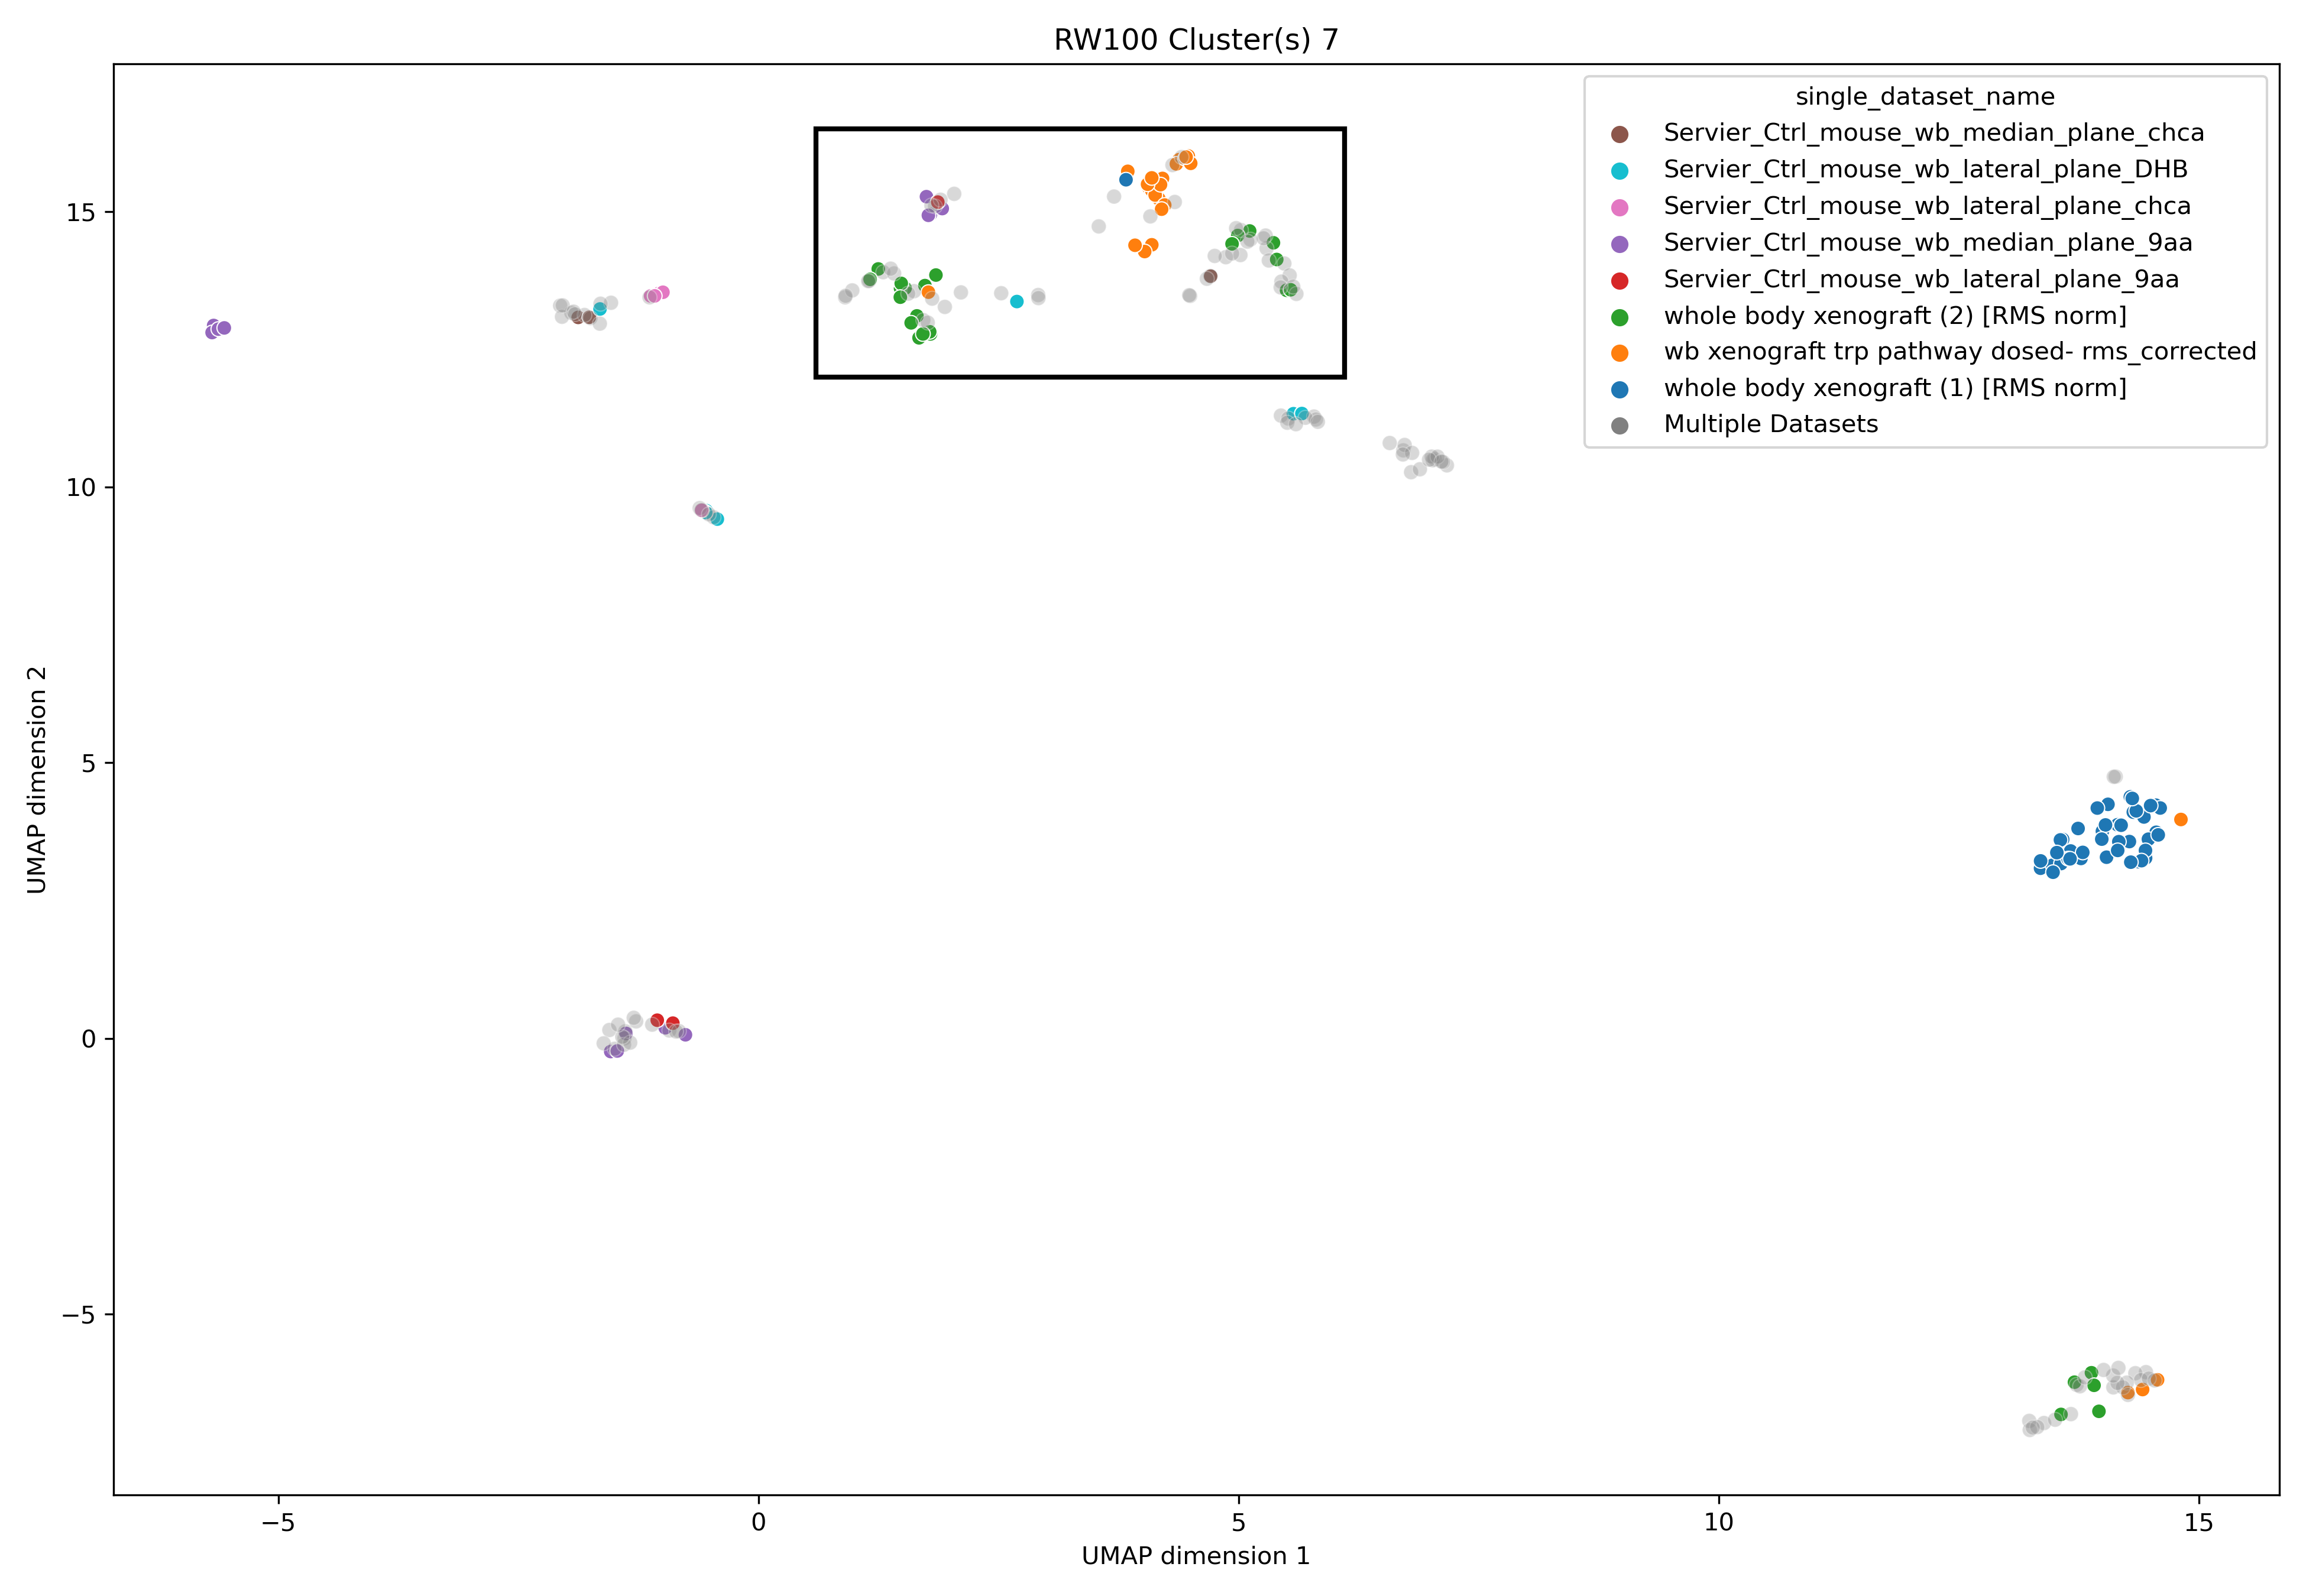 RW100 Cluster(s) 7
single_dataset_name
Servier_Ctrl_mouse_wb_median_plane_chca
Servier_Ctrl_mouse_wb_lateral_plane_DHB
Servier_Ctrl_mouse_wb_lateral_plane_chca
Servier_Ctrl_mouse_wb_median_plane_9aa
Servier_Ctrl_mouse_wb_lateral_plane_9aa
whole body xenograft (2) [RMS norm]
wb xenograft trp pathway dosed- rms_corrected
whole body xenograft (1) [RMS norm]
Multiple Datasets
15
10
5
0
−5
UMAP dimension 2
−5
0
5
10
15
UMAP dimension 1